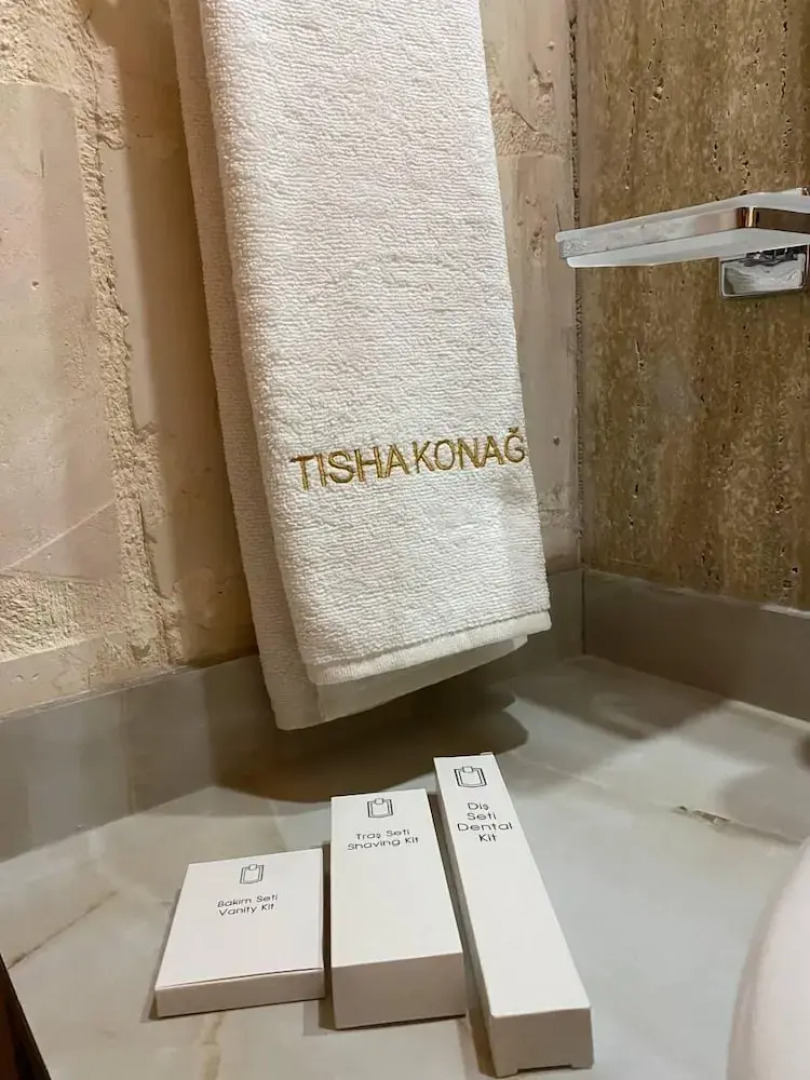 TISHA KONAĞ
Bakım Seti
Vanity Kit
Traş Seti
Shaving Kit
Diş
Seti
Dental
Kit